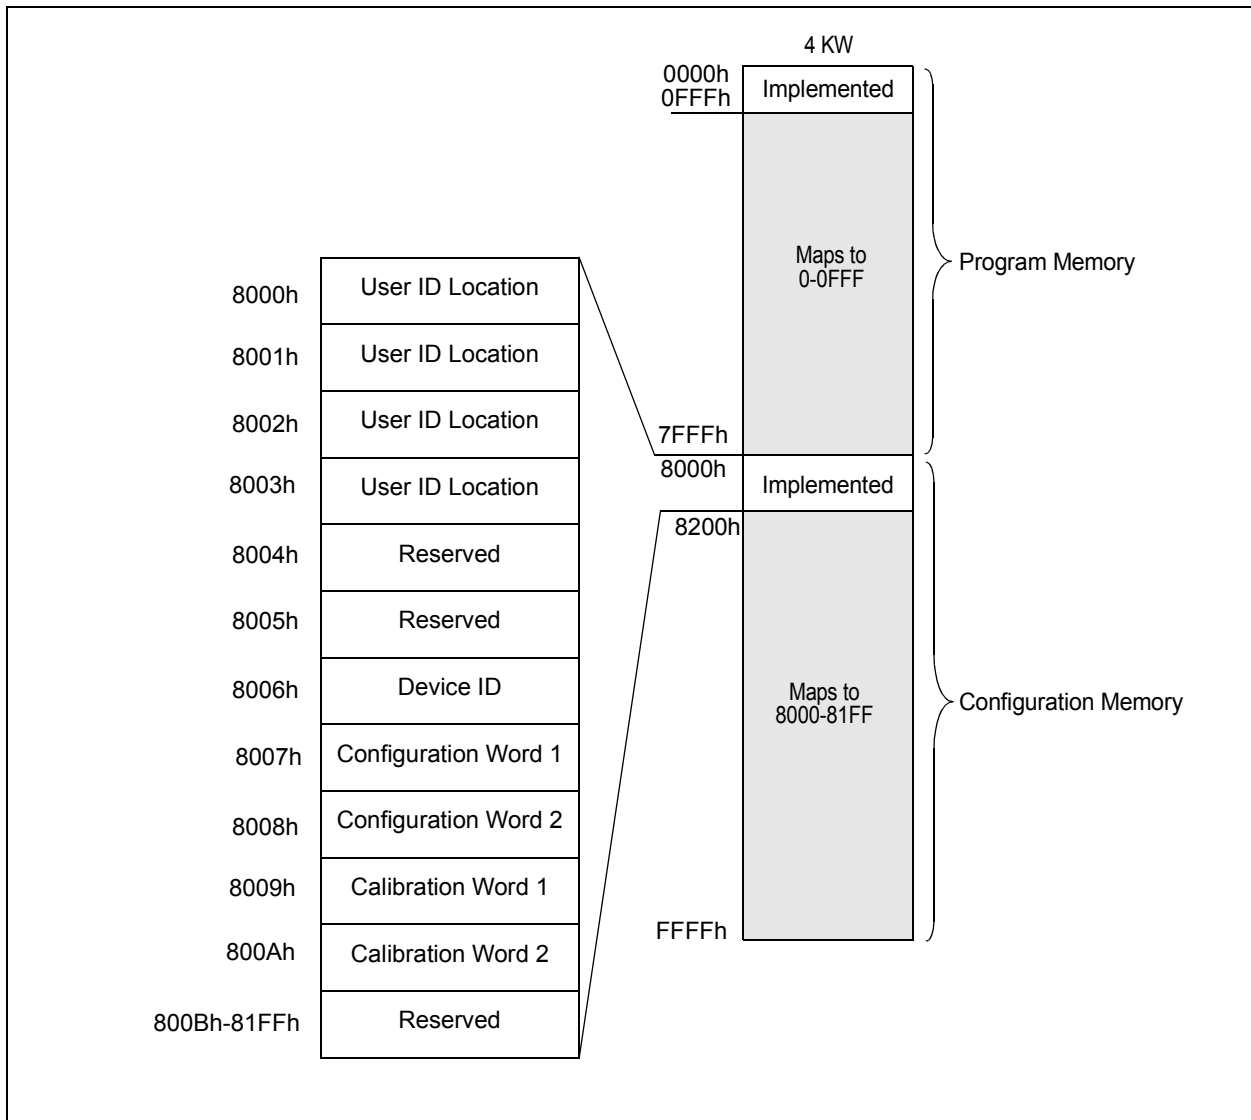 4 KW
0000h
0FFFh
Implemented
Maps to
0-0FFF
Program Memory
7FFFh
8000h
Implemented
8200h
Maps to
8000-81FF
Configuration Memory
FFFFh
8000h User ID Location
8001h User ID Location
8002h User ID Location
8003h User ID Location
8004h Reserved
8005h Reserved
8006h Device ID
8007h Configuration Word 1
8008h Configuration Word 2
8009h Calibration Word 1
800Ah Calibration Word 2
800Bh-81FFh Reserved